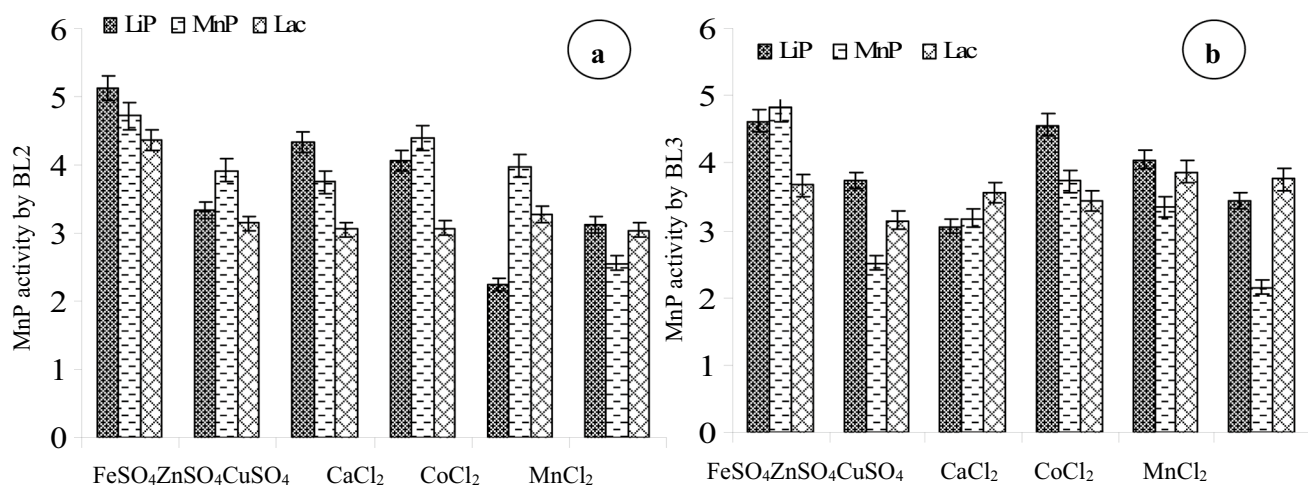 LiP MnP Lac
a
MnP activity by BL2
6
5
4
3
2
1
0
FeSO₄ZnSO₄CuSO₄ CaCl₂ CoCl₂ MnCl₂
LiP MnP Lac
b
MnP activity by BL3
6
5
4
3
2
1
0
FeSO₄ZnSO₄CuSO₄ CaCl₂ CoCl₂ MnCl₂